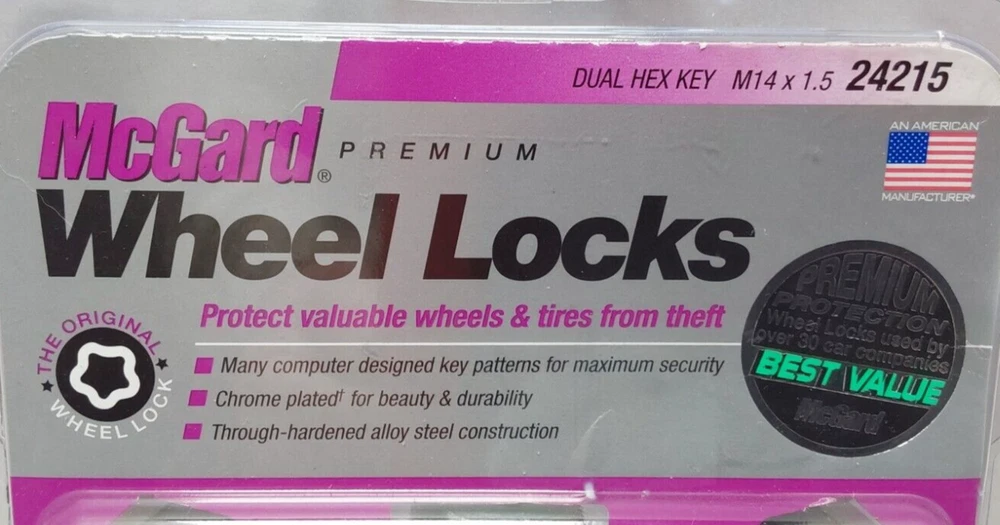 DUAL HEX KEY M14 x 1.5 24215
McGard® PREMIUM
Wheel Locks
AN AMERICAN
MANUFACTURER*
Protect valuable wheels & tires from theft
THE ORIGINAL
WHEEL LOCK
Many computer designed key patterns for maximum security
Chrome plated† for beauty & durability
Through-hardened alloy steel construction
PREMIUM
PROTECTION
Wheel Locks used by
over 30 car companies
BEST VALUE
McGard